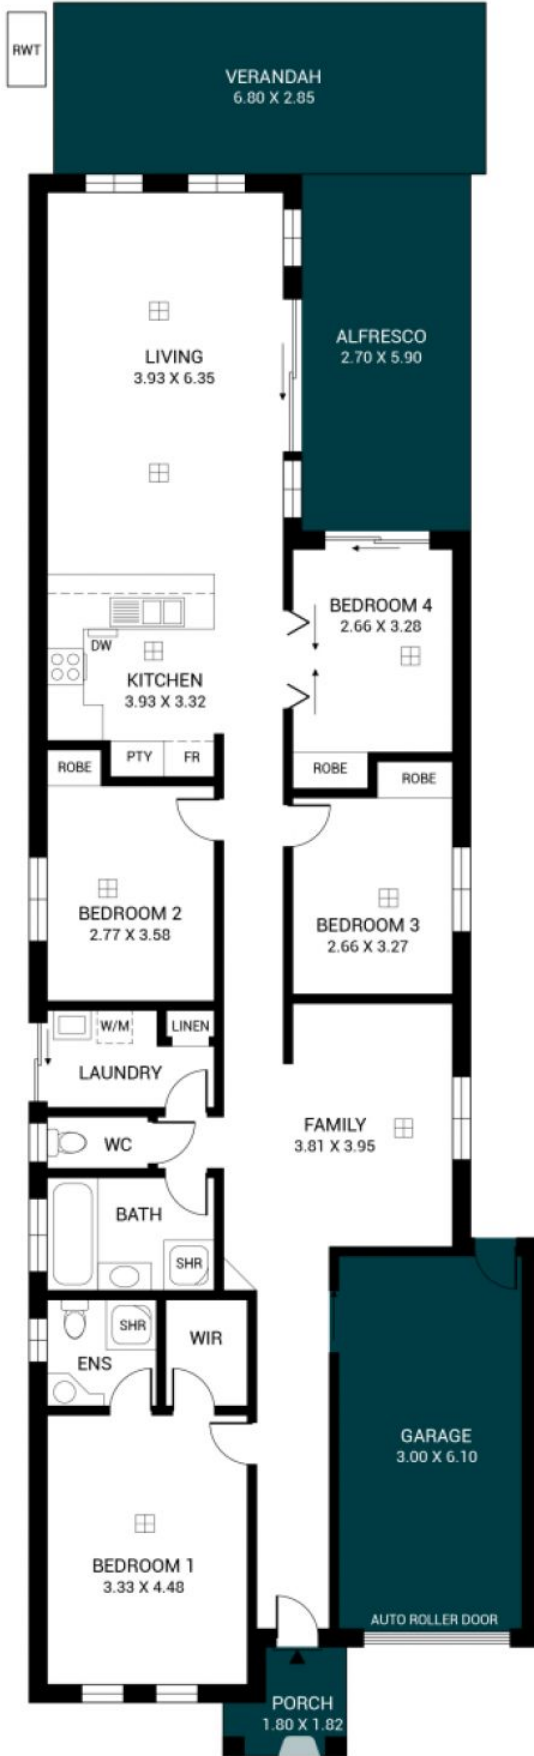 RWT
VERANDAH
6.80 X 2.85
ALFRESCO
2.70 X 5.90
LIVING
3.93 X 6.35
BEDROOM 4
2.66 X 3.28
DW
KITCHEN
3.93 X 3.32
ROBE
PTY
FR
ROBE
ROBE
BEDROOM 2
2.77 X 3.58
BEDROOM 3
2.66 X 3.27
W/M
LINEN
LAUNDRY
FAMILY
3.81 X 3.95
WC
BATH
SHR
SHR
WIR
ENS
GARAGE
3.00 X 6.10
BEDROOM 1
3.33 X 4.48
AUTO ROLLER DOOR
PORCH
1.80 X 1.82